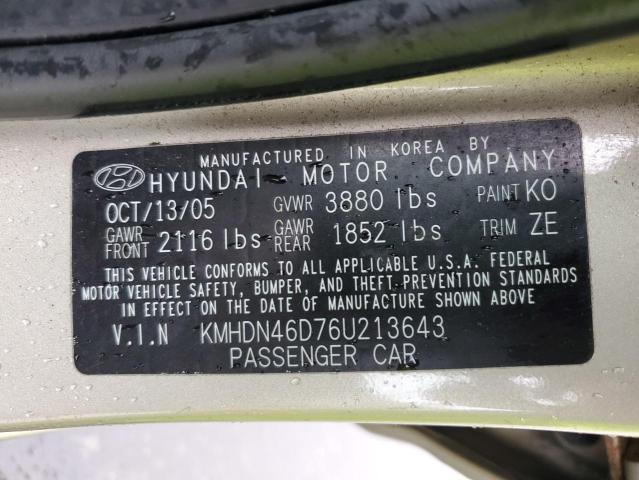 MANUFACTURED IN KOREA BY
HYUNDAI MOTOR COMPANY
OCT/13/05 GVWR 3880 lbs PAINT KO
GAWR FRONT 2116 lbs GAWR REAR 1852 lbs TRIM ZE
THIS VEHICLE CONFORMS TO ALL APPLICABLE U.S.A. FEDERAL
MOTOR VEHICLE SAFETY, BUMPER, AND THEFT PREVENTION STANDARDS
IN EFFECT ON THE DATE OF MANUFACTURE SHOWN ABOVE
V.I.N KMHDN46D76U213643
PASSENGER CAR